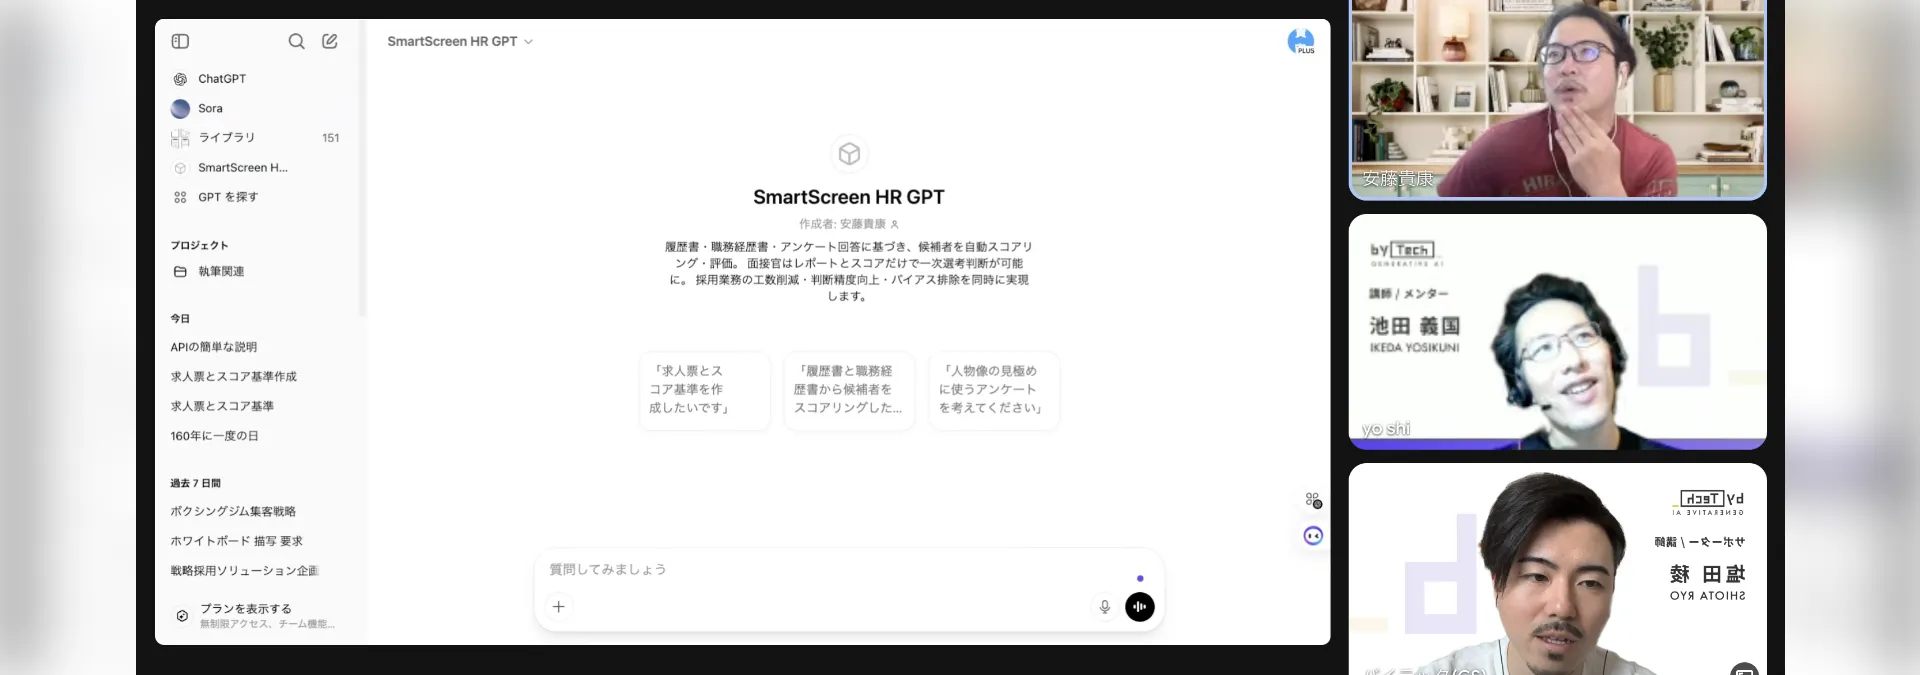 SmartScreen HR GPT
PLUS
ChatGPT
Sora
ライブラリ 151
SmartScreen H...
GPT を探す
プロジェクト
執筆関連
今日
APIの簡単な説明
求人票とスコア基準作成
求人票とスコア基準
160年に一度の日
過去 7 日間
ボクシングジム集客戦略
ホワイトボード 描写 要求
戦略採用ソリューション企画
プランを表示する
無制限アクセス、チーム機能...
SmartScreen HR GPT
作成者: 安藤貴康
履歴書・職務経歴書・アンケート回答に基づき、候補者を自動スコアリ
ング・評価。 面接官はレポートとスコアだけで一次選考判断が可能
に。 採用業務の工数削減・判断精度向上・バイアス排除を同時に実現
します。
「求人票とス
コア基準を作
成したいです」
「履歴書と職務経
歴書から候補者を
スコアリングした...
「人物像の見極め
に使うアンケート
を考えてください」
質問してみましょう
安藤貴康
by Tech
GENERATIVE AI
講師 / メンター
池田 義国
IKEDA YOSIKUNI
yo shi
by Tech
GENERATIVE AI
サポーター / 講師
塩田 稜
SHIOTA RYO